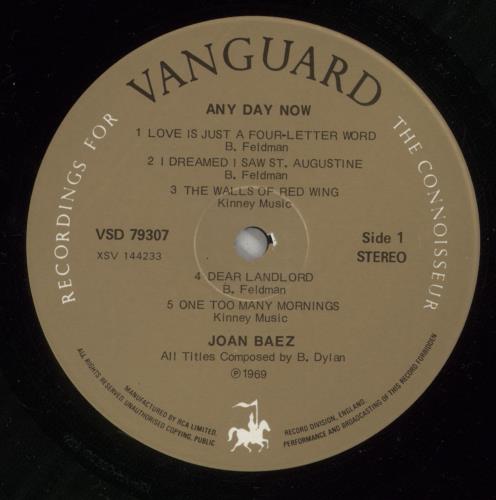 RECORDINGS FOR VANGUARD THE CONNOISSEUR
ANY DAY NOW
1 LOVE IS JUST A FOUR-LETTER WORD
B. Feldman
2 I DREAMED I SAW ST. AUGUSTINE
B. Feldman
3 THE WALLS OF RED WING
Kinney Music
VSD 79307
XSV 144233
Side 1
STEREO
4 DEAR LANDLORD
B. Feldman
5 ONE TOO MANY MORNINGS
Kinney Music
JOAN BAEZ
All Titles Composed by B. Dylan
℗1969
MANUFACTURED BY RCA LIMITED, RECORD DIVISION, ENGLAND.
ALL RIGHTS RESERVED. UNAUTHORISED COPYING, PUBLIC PERFORMANCE AND BROADCASTING OF THIS RECORD FORBIDDEN